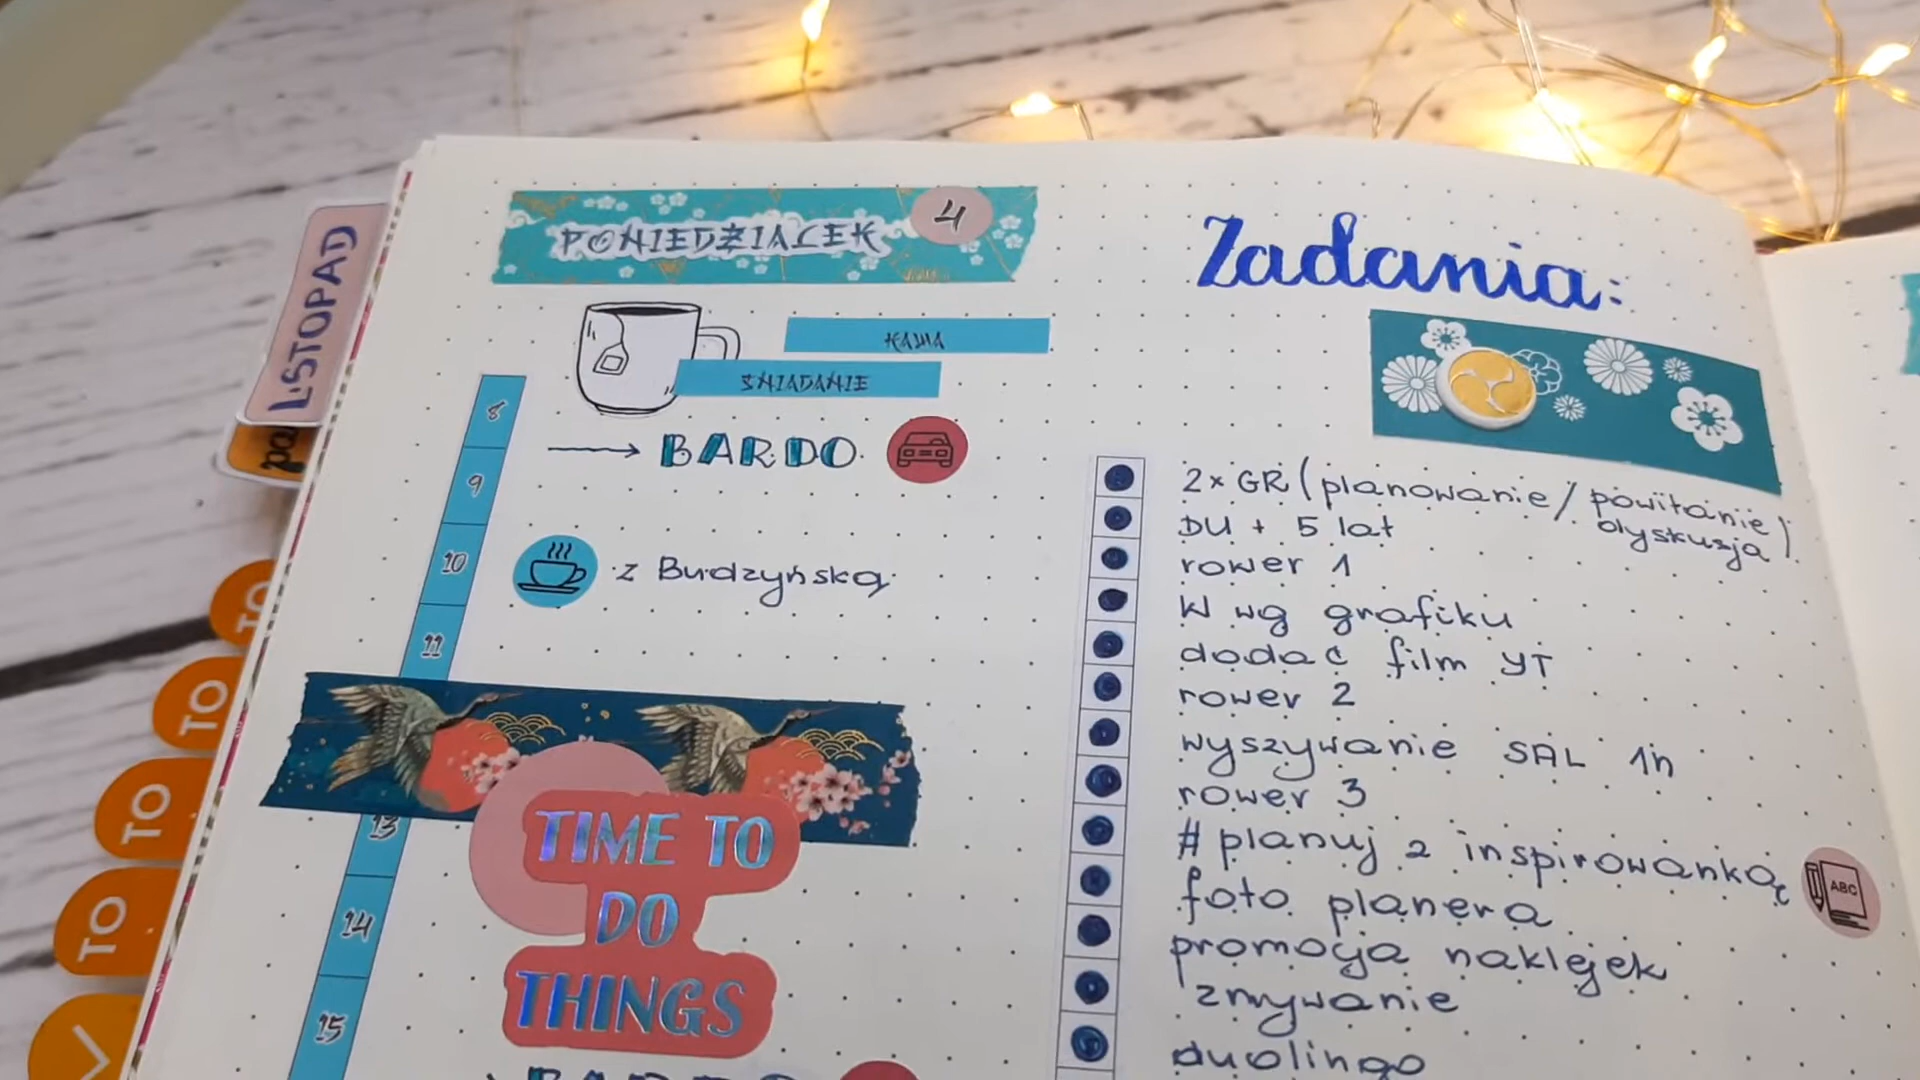 LISTOPAD
PONIEDZIAŁEK 4
KAWA
ŚNIADANIE
8
BARDO
9
10
z Budzyńską
11
13
TIME TO
DO
THINGS
14
15
TO
TO
TO
TO
Zadania:
2x GR (planowanie / powitanie)
dyskusja
DU + 5 lat
rower 1
W wg grafiku
dodać film YT
rower 2
wyszywanie SAL 1h
rower 3
# planuj z inspirowanką
ABC
foto planera
promocja naklejek
zmywanie
duolingo